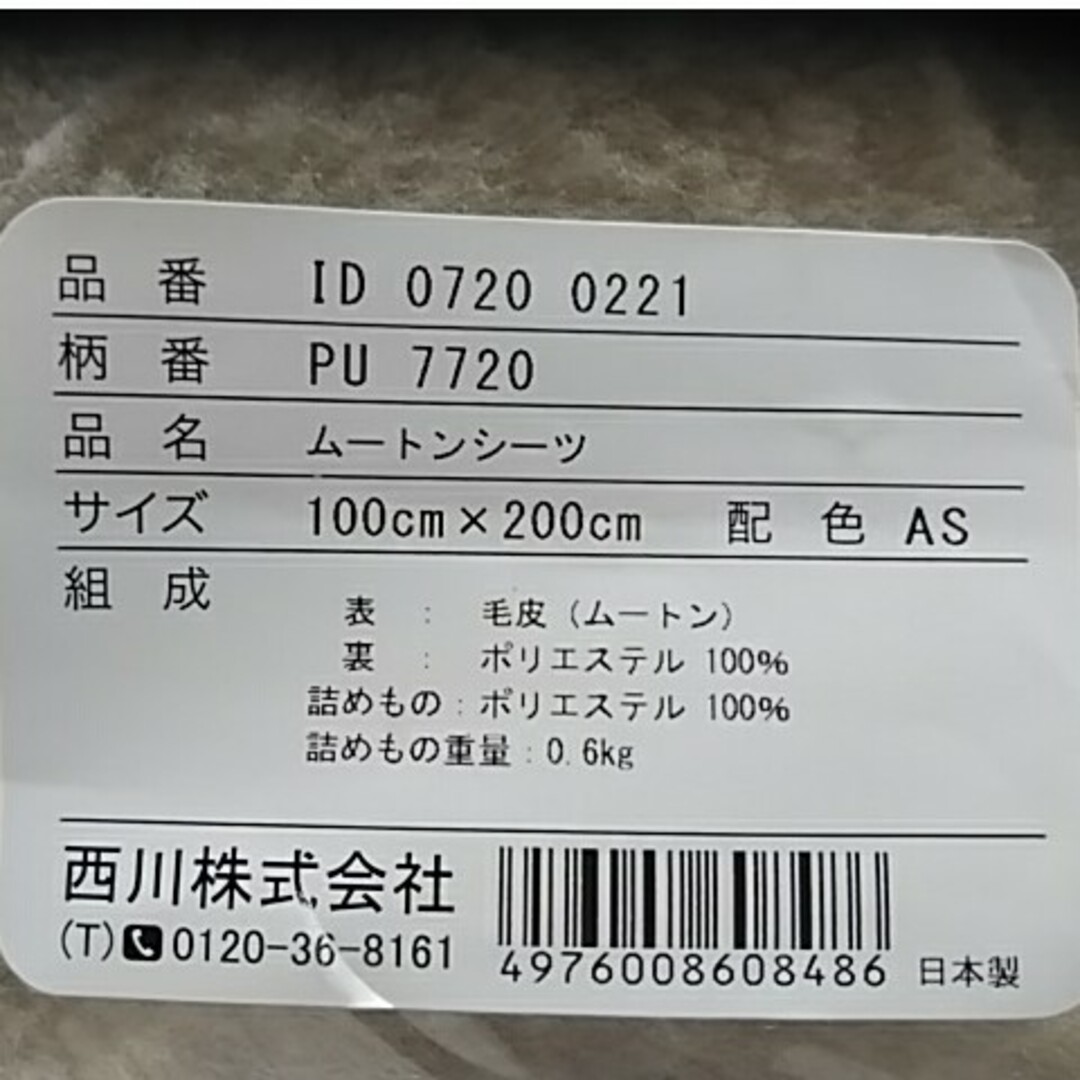 品 番 ID 0720 0221
柄 番 PU 7720
品 名 ムートンシーツ
サイズ 100cm×200cm 配 色 AS
組 成
表 : 毛皮(ムートン)
裏 : ポリエステル 100%
詰めもの:ポリエステル 100%
詰めもの重量:0.6kg
西川株式会社
(T)0120-36-8161
4976008608486 日本製